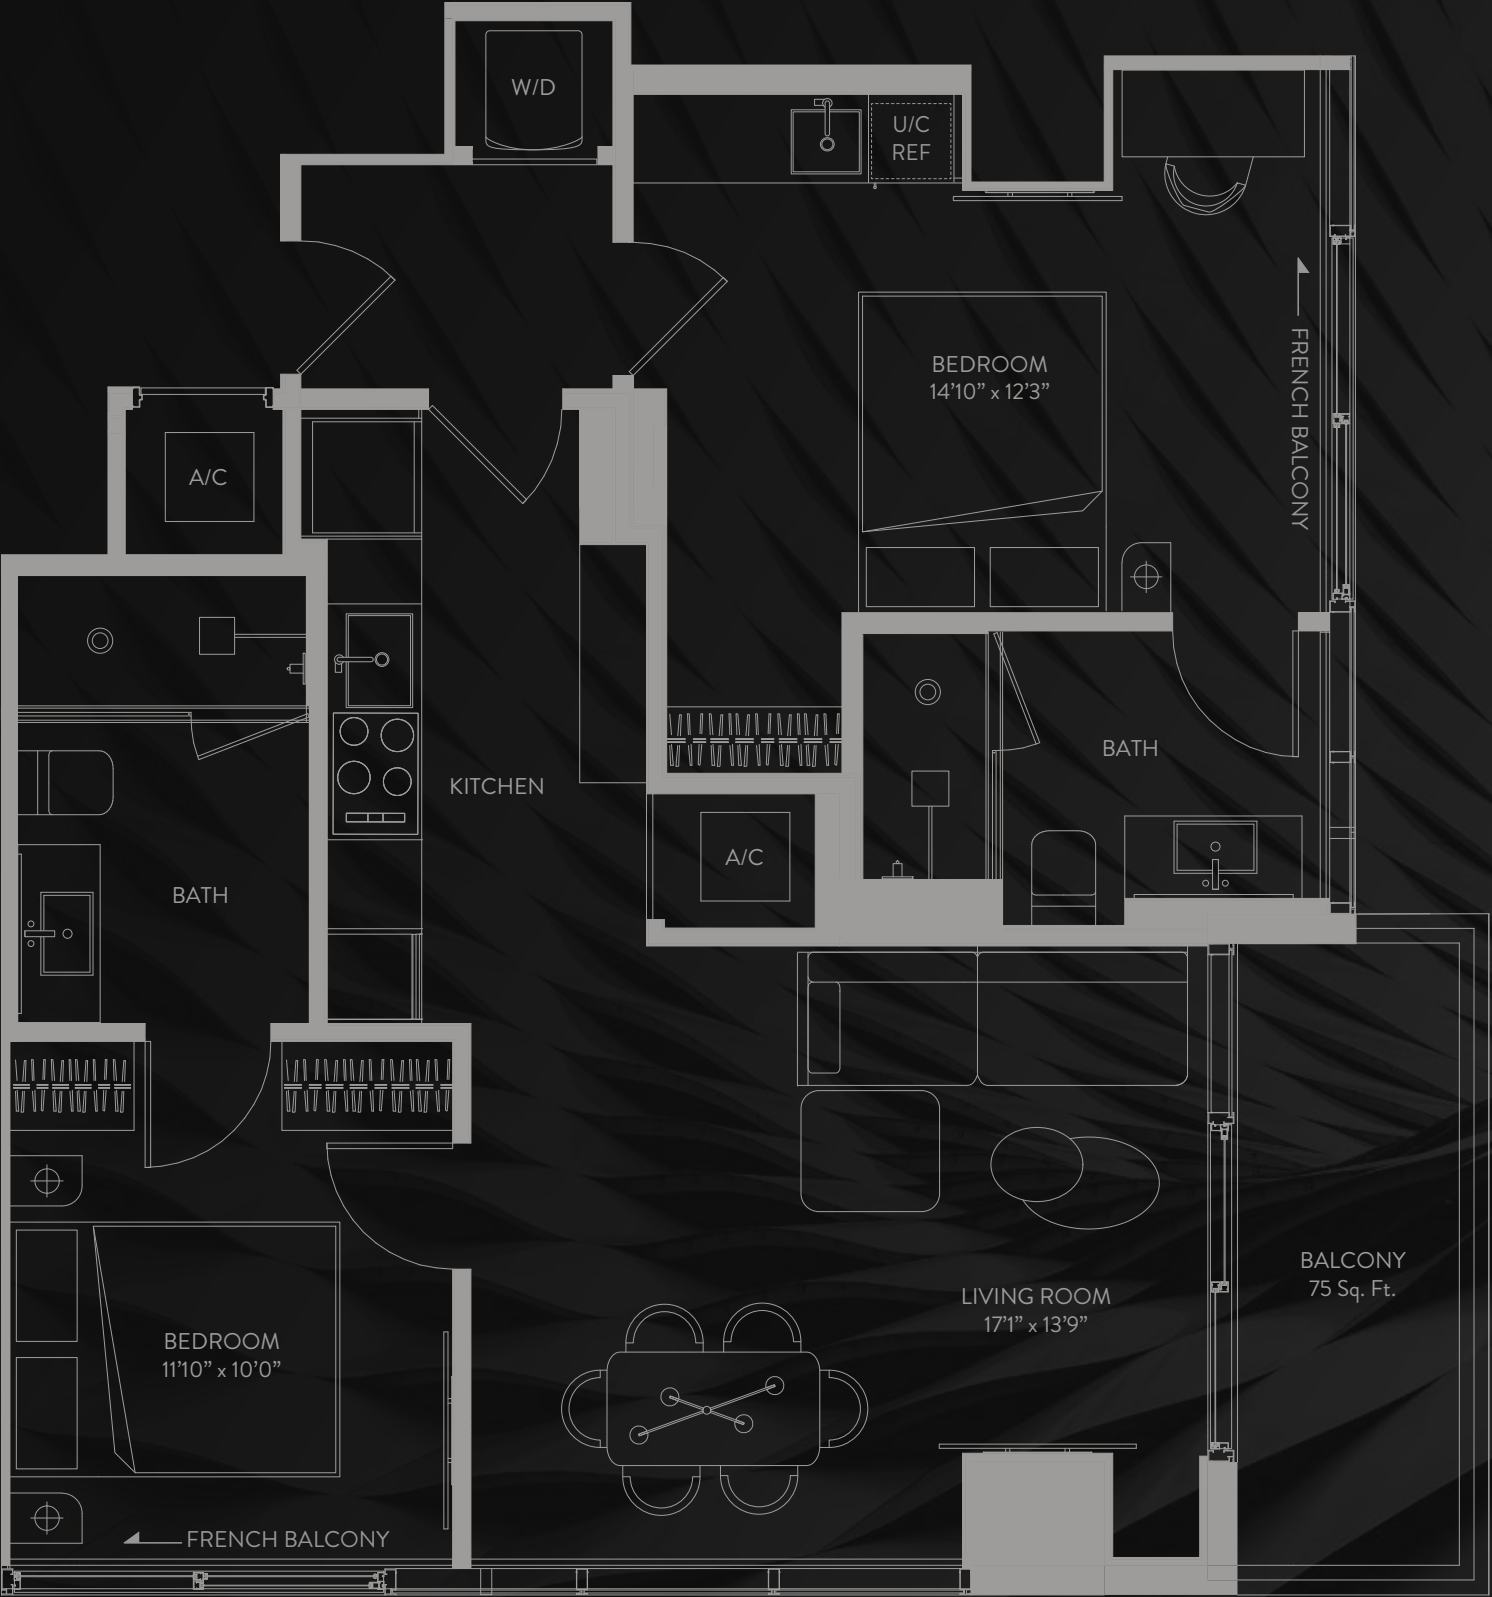 W/D
U/C
REF
BEDROOM
14’10” x 12’3”
FRENCH BALCONY
A/C
KITCHEN
BATH
A/C
BATH
BALCONY
75 Sq. Ft.
LIVING ROOM
17’1” x 13’9”
BEDROOM
11’10” x 10’0”
FRENCH BALCONY